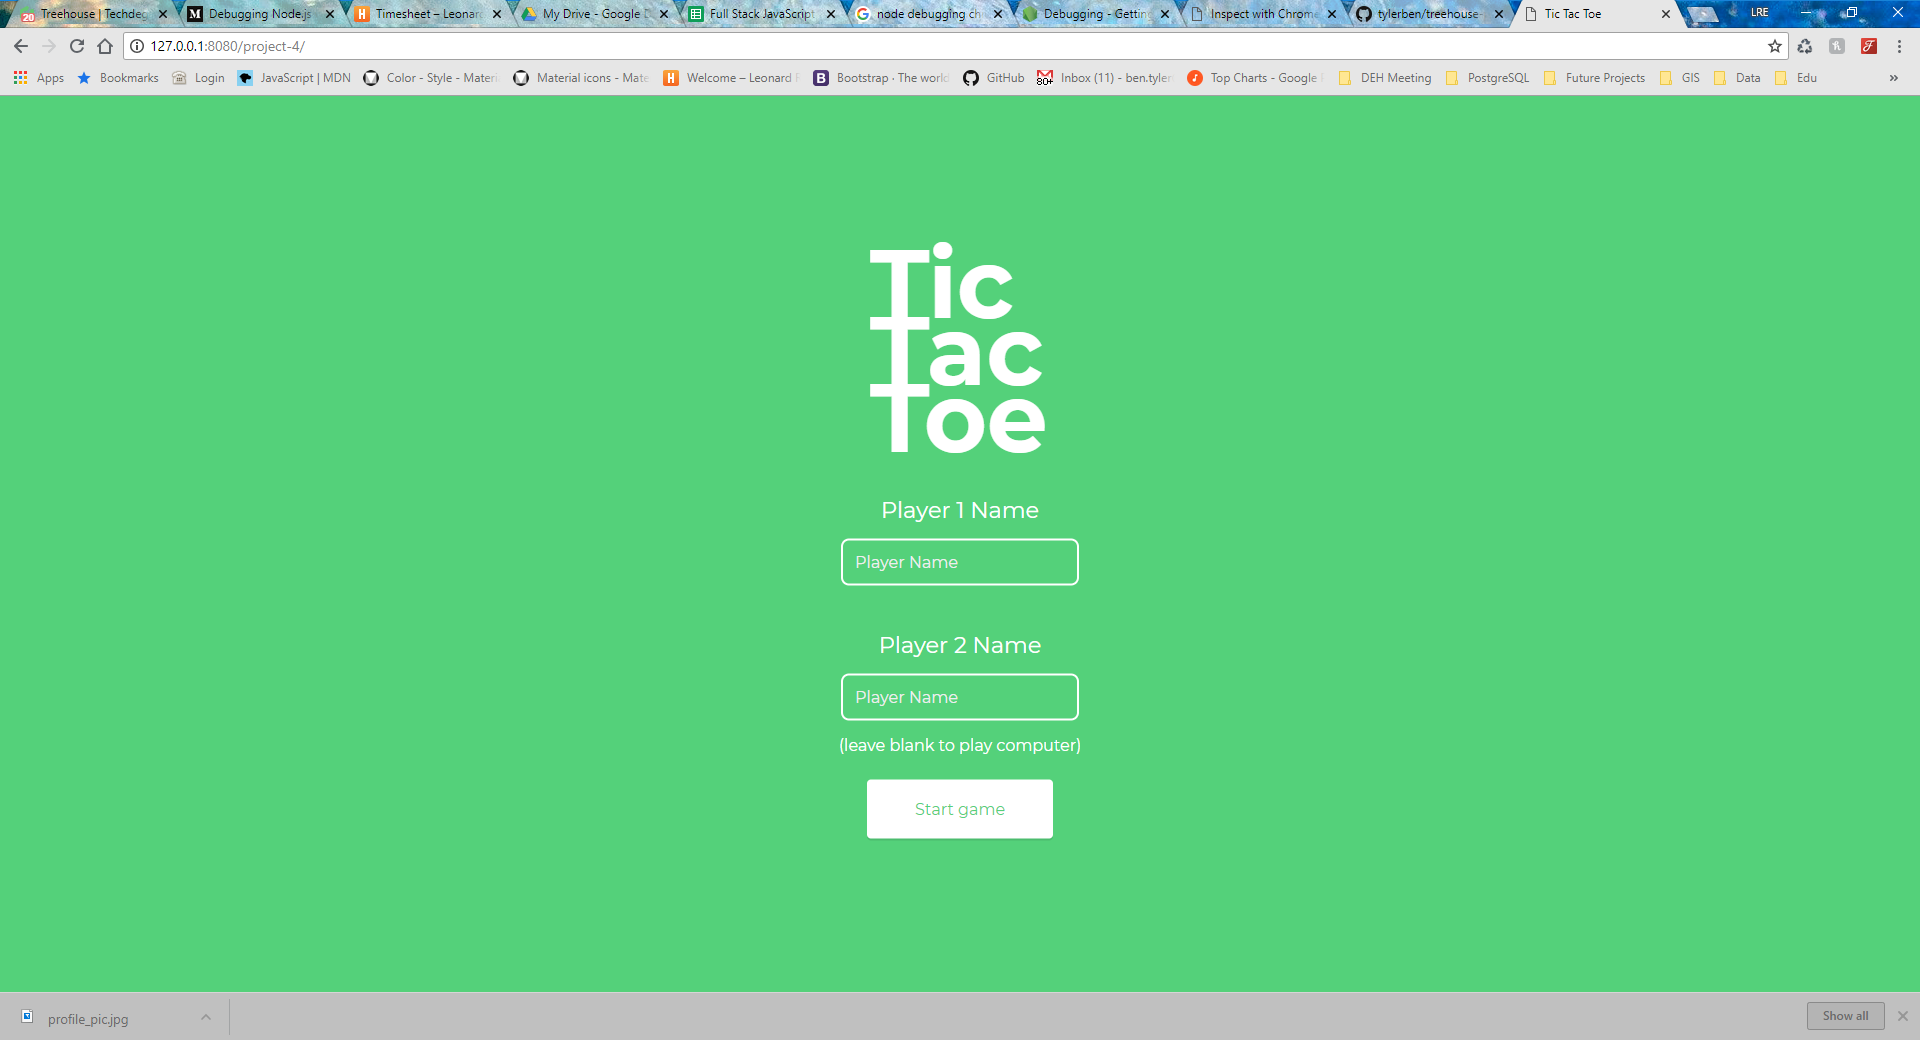 20 Treehouse | Techdeg
Debugging Node.js
Timesheet – Leonard
My Drive - Google D
Full Stack JavaScript
node debugging ch
Debugging - Getting
Inspect with Chrome
tylerben/treehouse-
Tic Tac Toe
LRE
127.0.0.1:8080/project-4/
Apps
Bookmarks
Login
JavaScript | MDN
Color - Style - Materi
Material icons - Mate
Welcome – Leonard
Bootstrap · The world
GitHub
80+ Inbox (11) - ben.tyler
Top Charts - Google
DEH Meeting
PostgreSQL
Future Projects
GIS
Data
Edu
»
Tic
Tac
Toe
Player 1 Name
Player Name
Player 2 Name
Player Name
(leave blank to play computer)
Start game
profile_pic.jpg
Show all